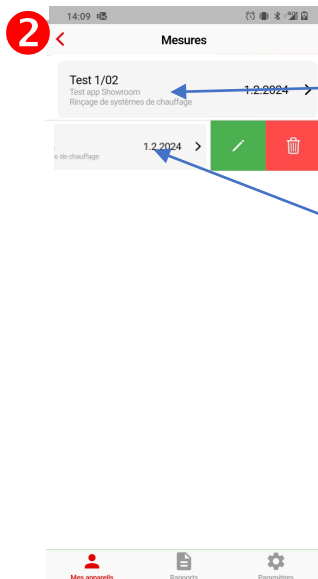 2
14:09
Mesures
Test 1/02
Test app Showroom
1.2.2024
Rinçage de systèmes de chauffage
1.2.2024
s de chauffage
Mes appareils
Rapports
Paramètres